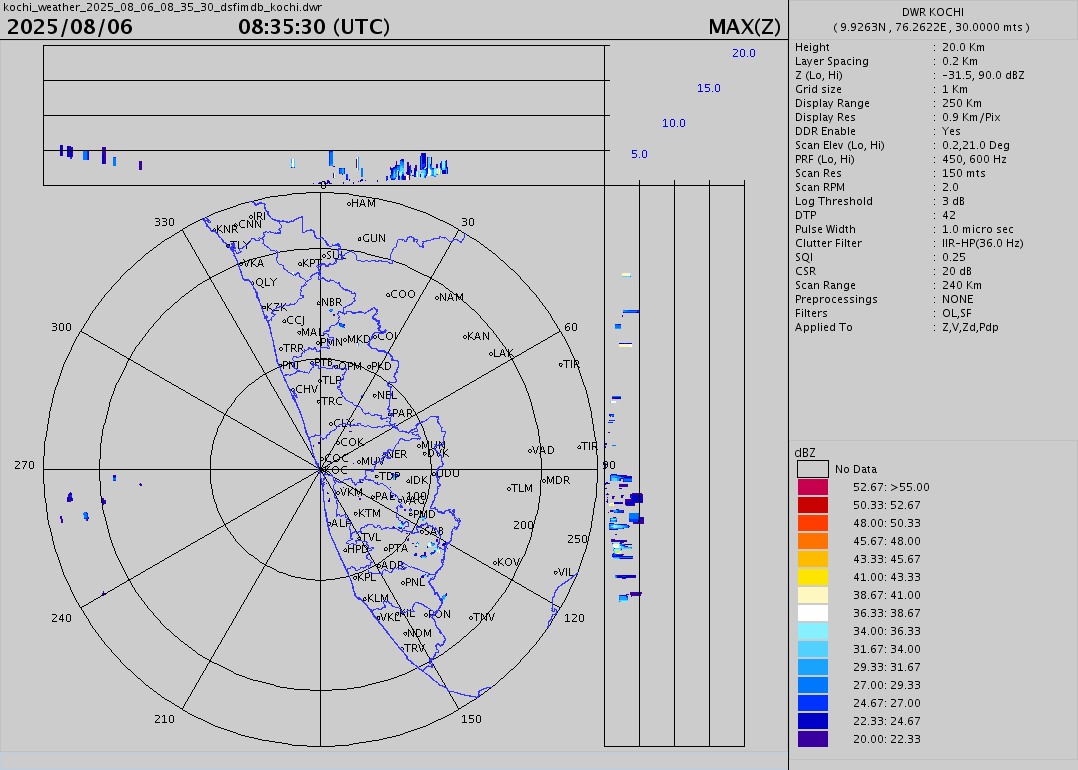 kochi_weather_2025_08_06_08_35_30_dsfimdb_kochi.dwr
2025/08/06 08:35:30 (UTC) MAX(Z)
20.0
15.0
10.0
5.0
DWR KOCHI
( 9.9263N , 76.2622E , 30.0000 mts )
Height : 20.0 Km
Layer Spacing : 0.2 Km
Z (Lo, Hi) : -31.5, 90.0 dBZ
Grid size : 1 Km
Display Range : 250 Km
Display Res : 0.9 Km/Pix
DDR Enable : Yes
Scan Elev (Lo, Hi) : 0.2,21.0 Deg
PRF (Lo, Hi) : 450, 600 Hz
Scan Res : 150 mts
Scan RPM : 2.0
Log Threshold : 3 dB
DTP : 42
Pulse Width : 1.0 micro sec
Clutter Filter : IIR-HP(36.0 Hz)
SQI : 0.25
CSR : 20 dB
Scan Range : 240 Km
Preprocessings : NONE
Filters : OL,SF
Applied To : Z,V,Zd,Pdp
0
HAM
IRI
330 30
CNN
KNR
GUN
TLY
SUL
VKA KPT
QLY
COO NAM
NBR
KZK
CCJ
300 60
MAL
KAN
PMN MKD COI
TRR LAK
PNI PTB OPM PKD TIR
TLP
CHV NEL
TRC
PAR
CLY
COK
MUN TIR
VAD
NER DVK
COC MUV
270 90
KOC
TDP IDK UDU MDR
TLM
VKM PAL 100
VAG
KTM PMD
ALP 200
SAB
TVL 250
HPD PTA
ADR KOV
VIL
KPL PNL
KLM
240 VKL KIL PON TNV 120
NDM
TRV
210 150
dBZ
No Data
52.67: >55.00
50.33: 52.67
48.00: 50.33
45.67: 48.00
43.33: 45.67
41.00: 43.33
38.67: 41.00
36.33: 38.67
34.00: 36.33
31.67: 34.00
29.33: 31.67
27.00: 29.33
24.67: 27.00
22.33: 24.67
20.00: 22.33